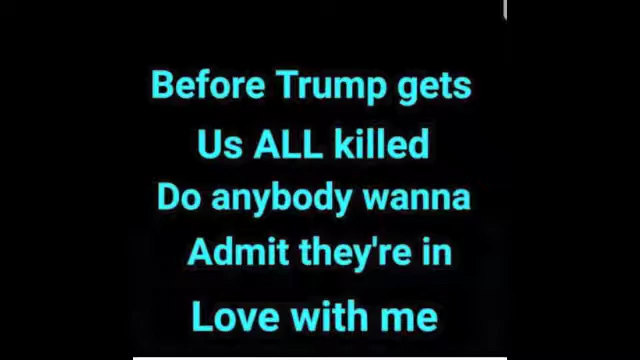 Before Trump gets
Us ALL killed
Do anybody wanna
Admit they're in
Love with me